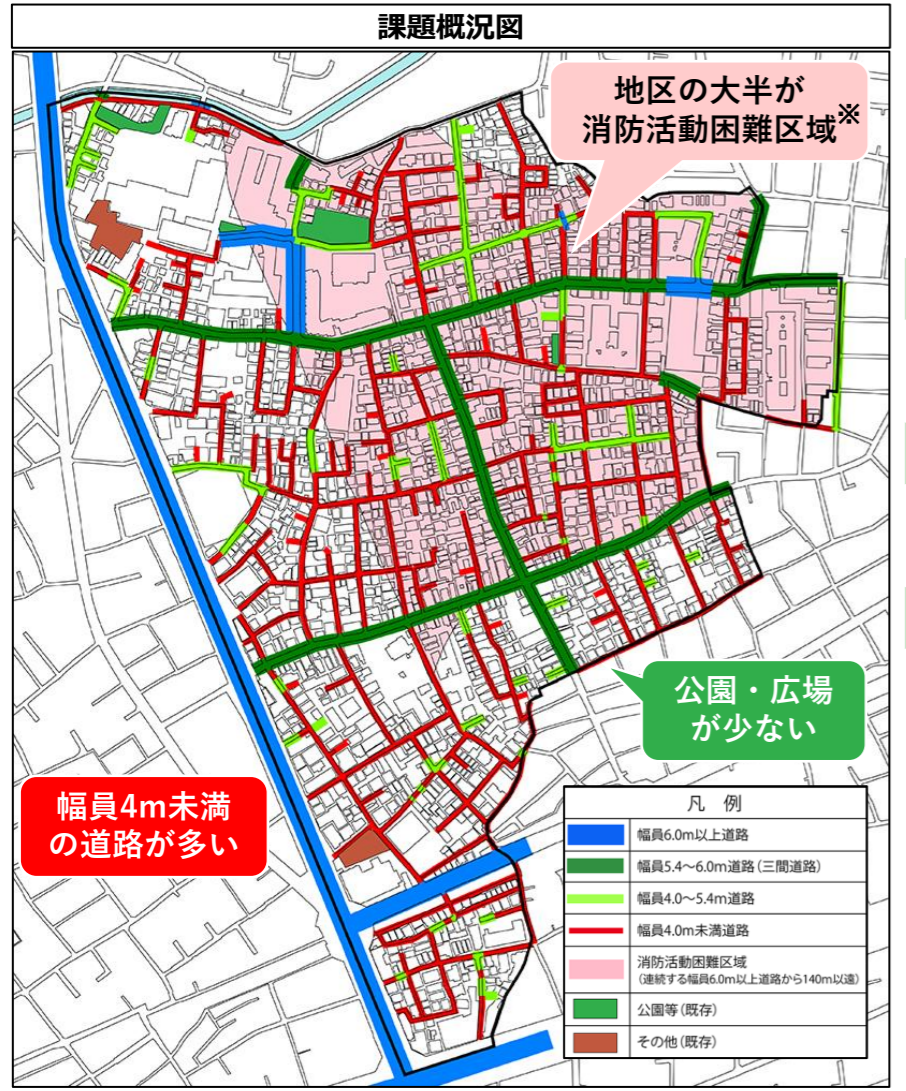 課題概況図
地区の大半が
消防活動困難区域※
公園・広場
が少ない
幅員4m未満
の道路が多い
凡 例
幅員6.0m以上道路
幅員5.4～6.0m道路(三間道路)
幅員4.0～5.4m道路
幅員4.0m未満道路
消防活動困難区域
(連続する幅員6.0m以上道路から140m以遠)
公園等(既存)
その他(既存)